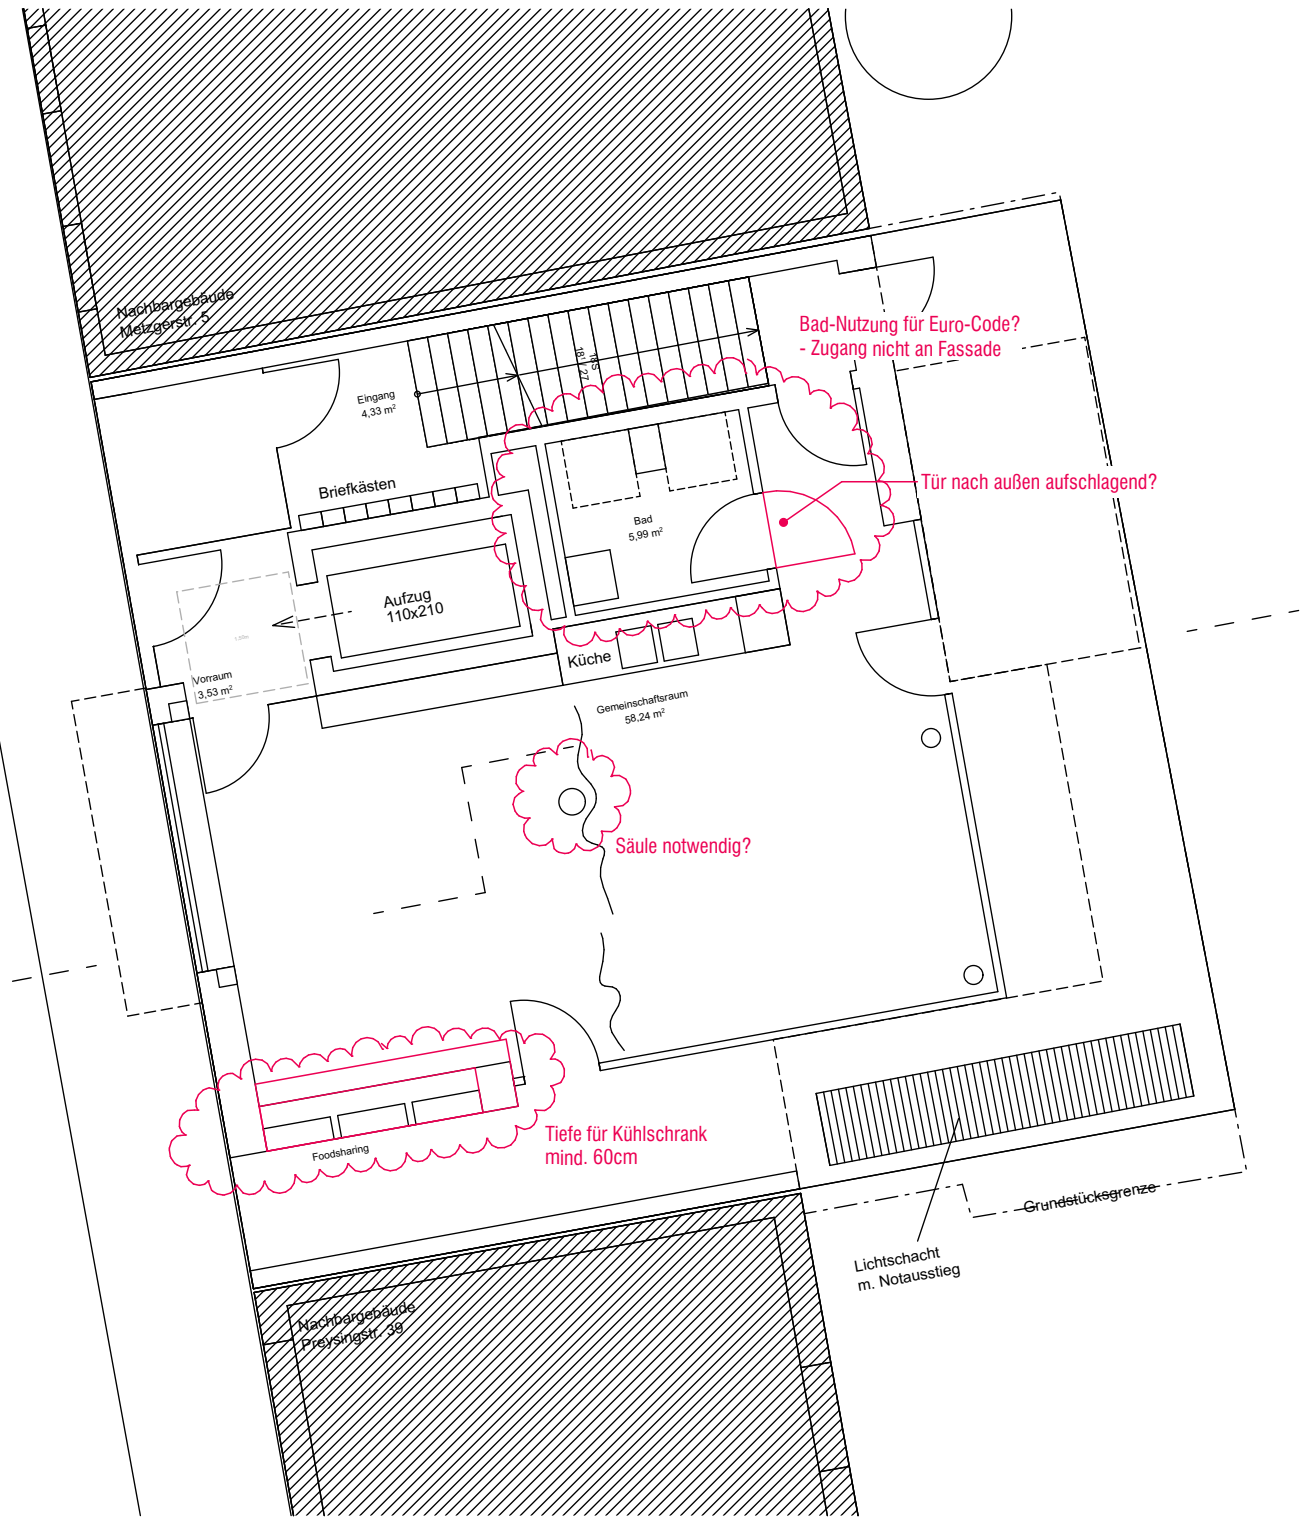 Nachbargebäude
Metzgerstr. 5
Bad-Nutzung für Euro-Code?
- Zugang nicht an Fassade
18S
Eingang
4,33 m²
Tür nach außen aufschlagend?
Briefkästen
Bad
5,99 m²
Aufzug
110x210
Küche
Vorraum
3,53 m²
Gemeinschaftsraum
58,24 m²
Säule notwendig?
Tiefe für Kühlschrank
mind. 60cm
Foodsharing
Grundstücksgrenze
Lichtschacht
m. Notausstieg
Nachbargebäude
Preysingstr. 39